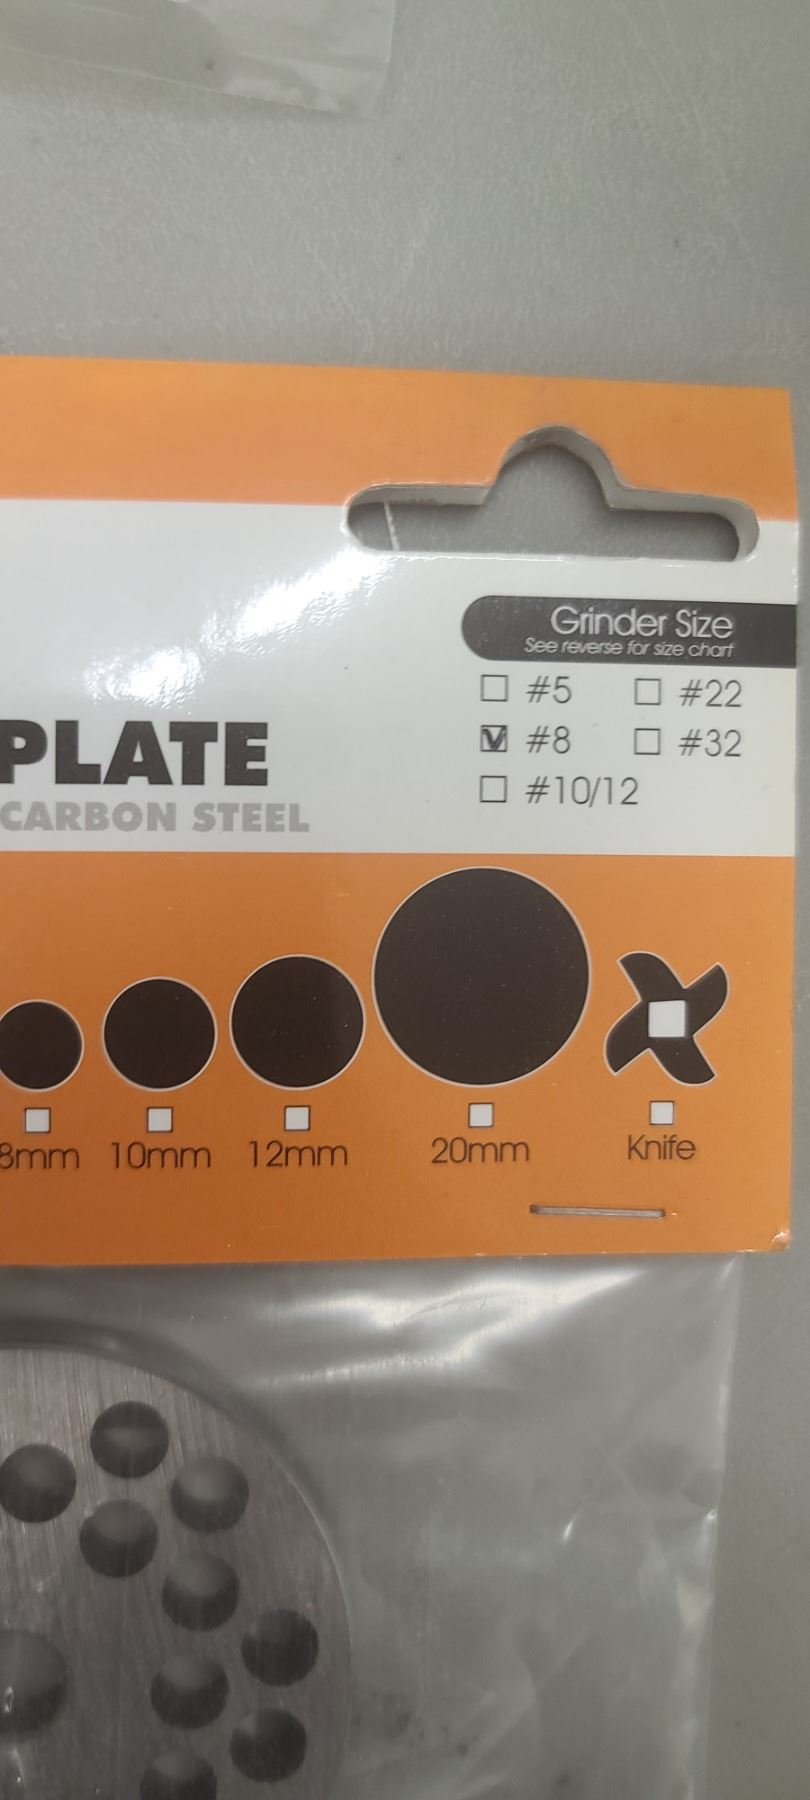 Grinder Size
See reverse for size chart
☐ #5 ☐ #22
☑ #8 ☐ #32
☐ #10/12
PLATE
CARBON STEEL
8mm 10mm 12mm 20mm Knife